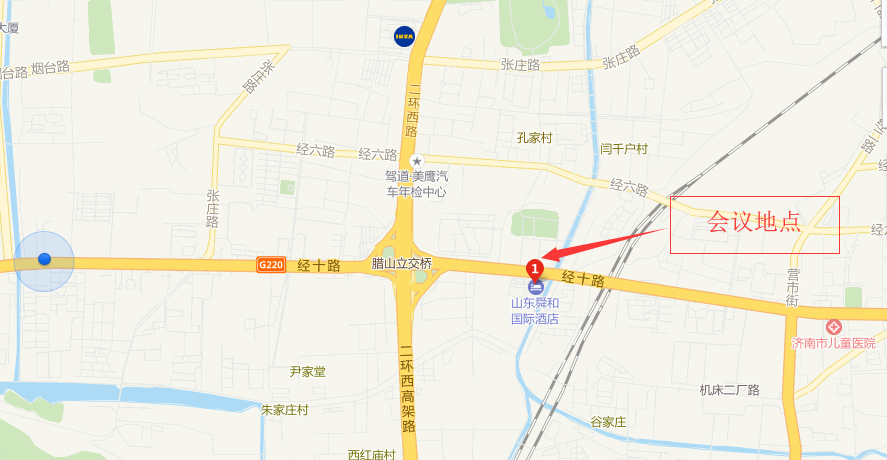 大厦
IKEA
烟台路
烟台路
张庄路
张庄路
张庄路
二环西路
孔家村
闫千户村
经六路
经六路
经六路
驾道·美鹰汽
车年检中心
张庄路
会议地点
G220
经十路
腊山立交桥
1
经十路
营市街
山东舜和
国际酒店
济南市儿童医院
二环西高架路
尹家堂
机床二厂路
朱家庄村
谷家庄
西红庙村